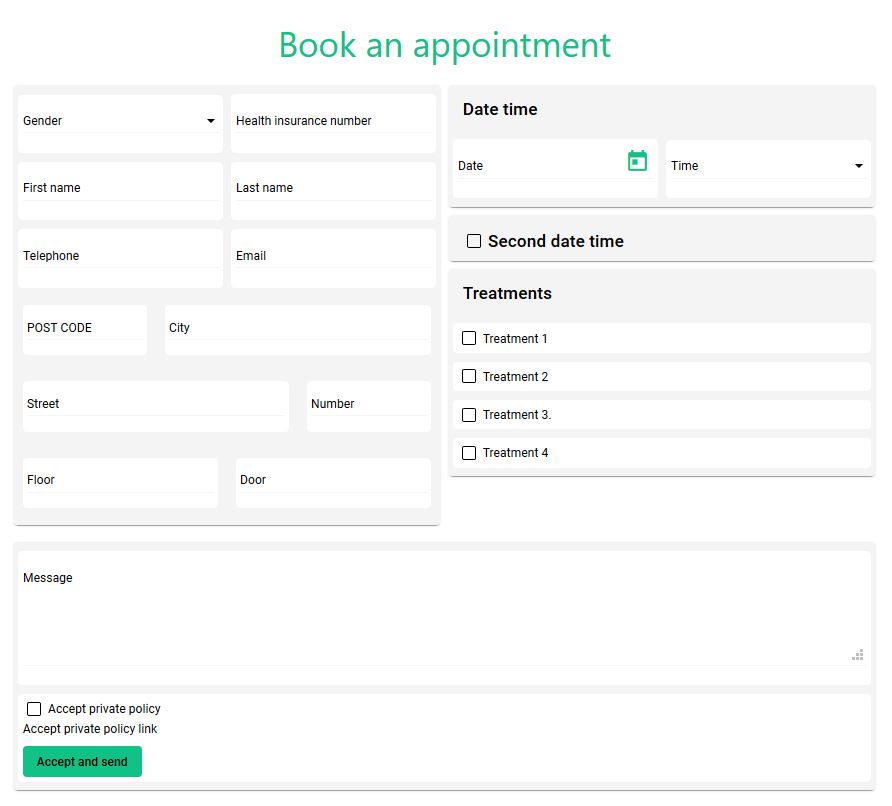 Book an appointment
Gender
Health insurance number
First name
Last name
Telephone
Email
POST CODE
City
Street
Number
Floor
Door
Date time
Date
Time
Second date time
Treatments
Treatment 1
Treatment 2
Treatment 3.
Treatment 4
Message
Accept private policy
Accept private policy link
Accept and send